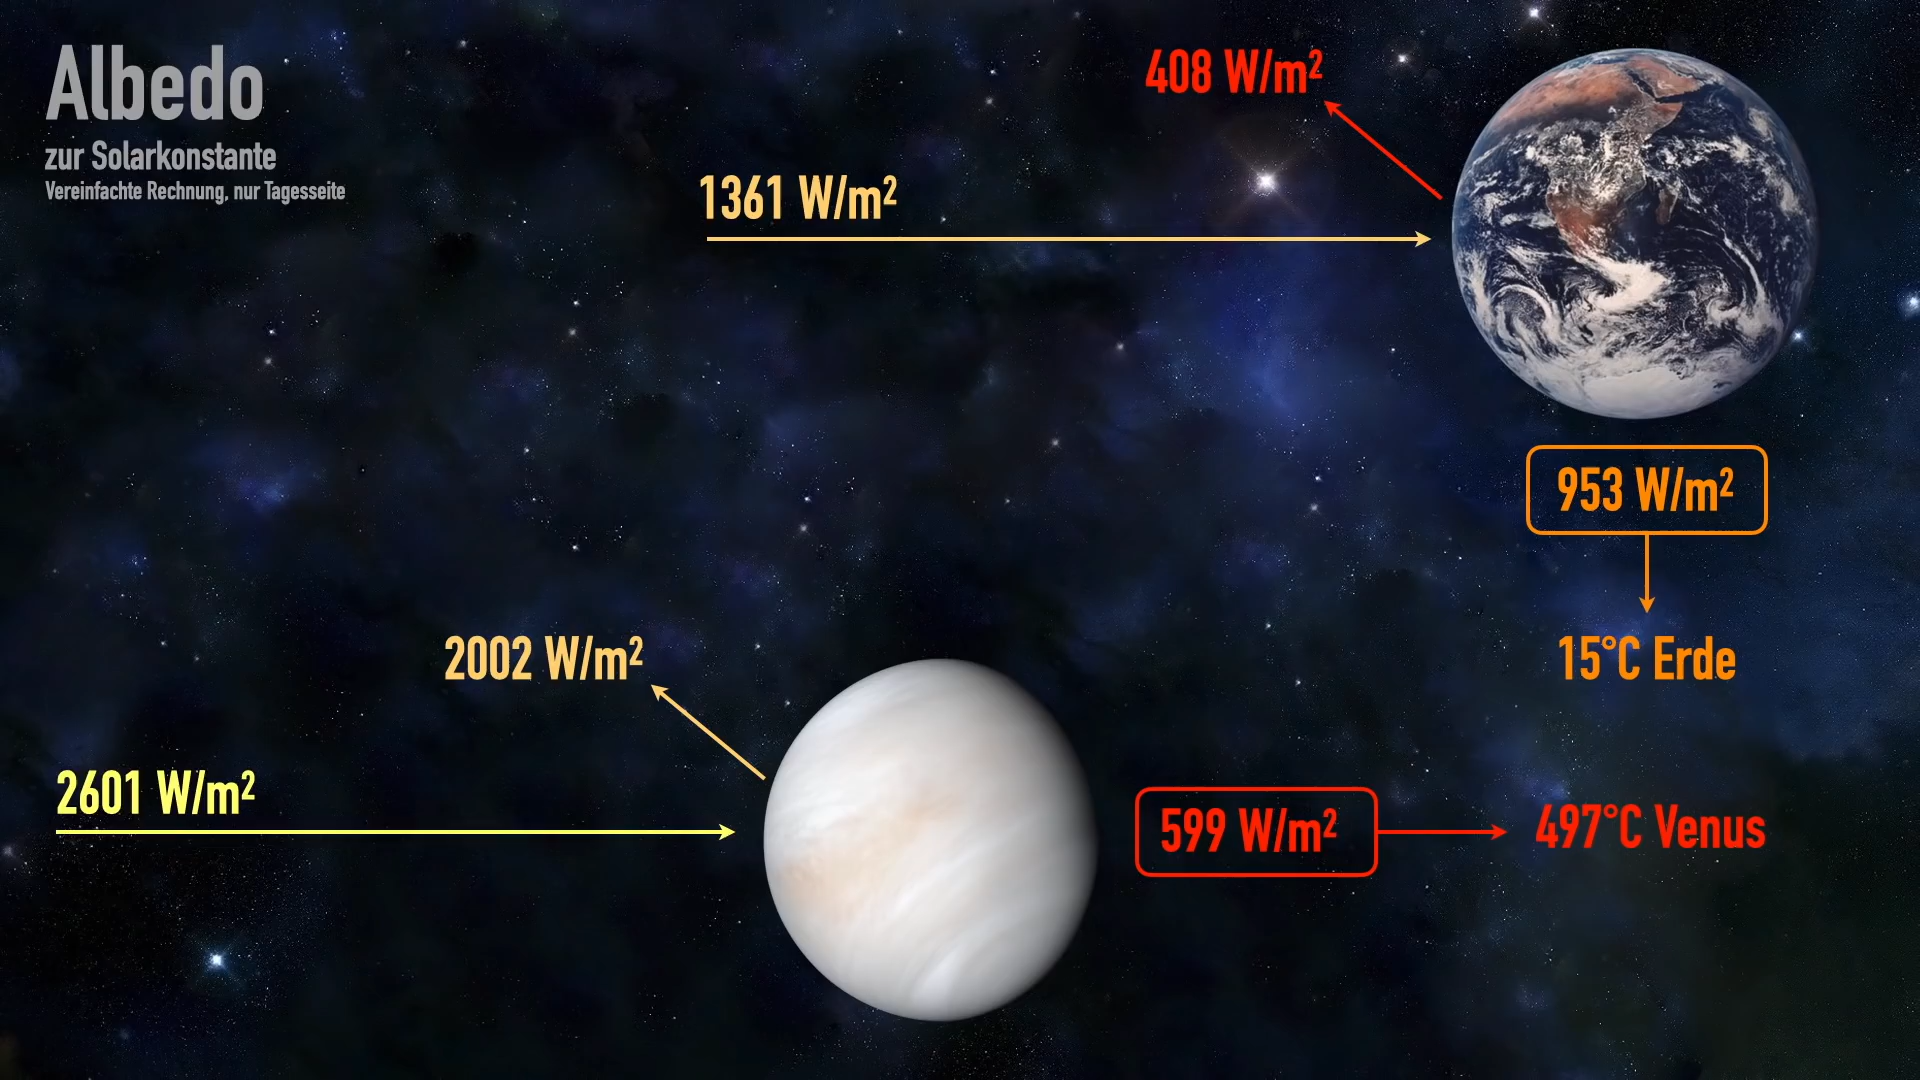 Albedo
zur Solarkonstante
Vereinfachte Rechnung, nur Tagesseite
408 W/m²
1361 W/m²
953 W/m²
15°C Erde
2002 W/m²
2601 W/m²
599 W/m²
497°C Venus